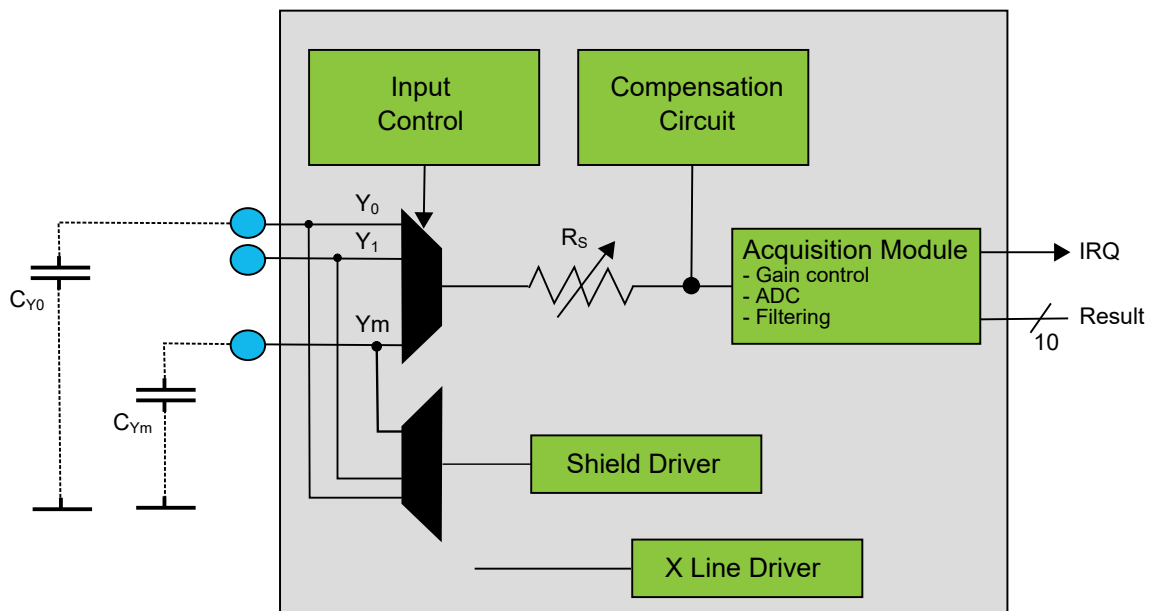 Input
Control
Compensation
Circuit
Y0
Y1
Ym
RS
Acquisition Module
- Gain control
- ADC
- Filtering
IRQ
Result
10
CY0
CYm
Shield Driver
X Line Driver